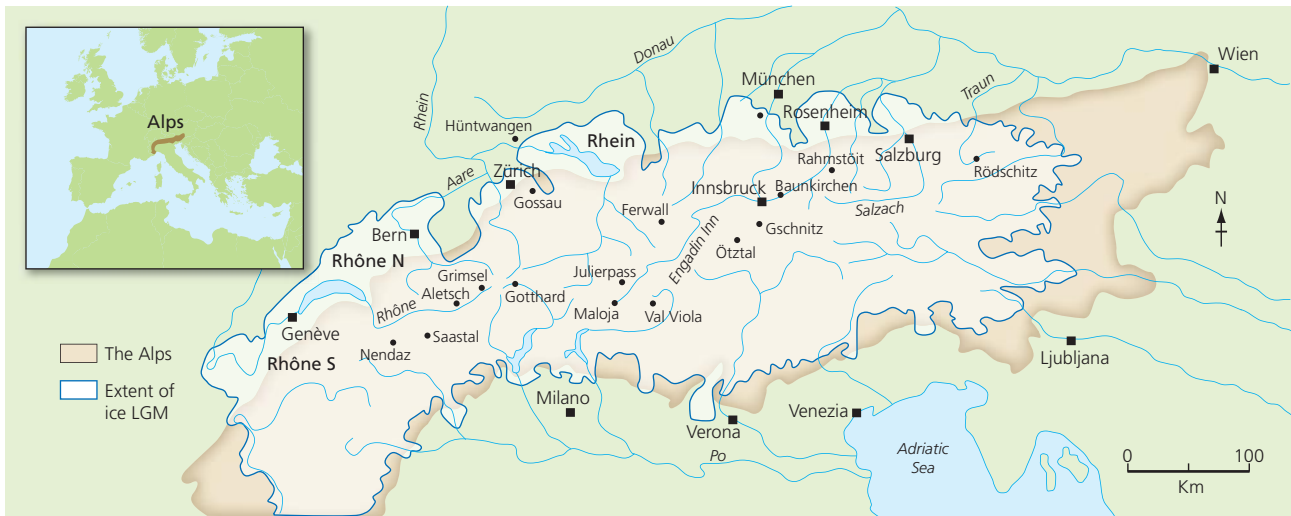 Alps
Rhein
Donau
München
Wien
Traun
Rosenheim
Hüntwangen
Rhein
Salzburg
Aare
Zürich
Rahmstöit
Rödschitz
Gossau
Innsbruck
Baunkirchen
Ferwall
Salzach
N
Bern
Engadin Inn
Gschnitz
Ötztal
Rhône N
Grimsel
Julierpass
Aletsch
Gotthard
Rhône
Maloja
Val Viola
Genève
Saastal
Nendaz
Rhône S
The Alps
Ljubljana
Extent of
ice LGM
Milano
Venezia
Verona
Po
Adriatic
Sea
0 100
Km